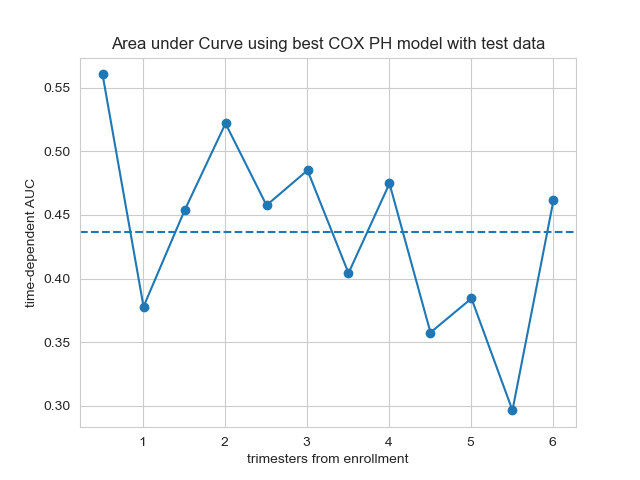 Area under Curve using best COX PH model with test data
time-dependent AUC
0.55
0.50
0.45
0.40
0.35
0.30
1 2 3 4 5 6
trimesters from enrollment